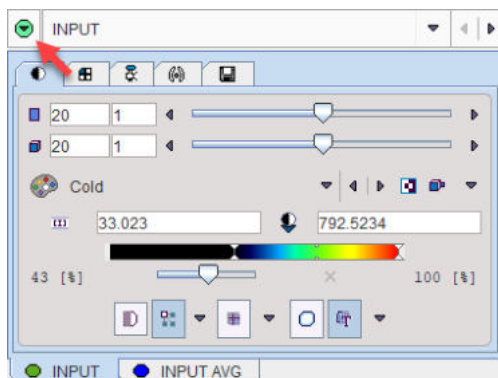 INPUT
20 1
20 1
Cold
33.023 792.5234
43 [%] 100 [%]
INPUT INPUT AVG